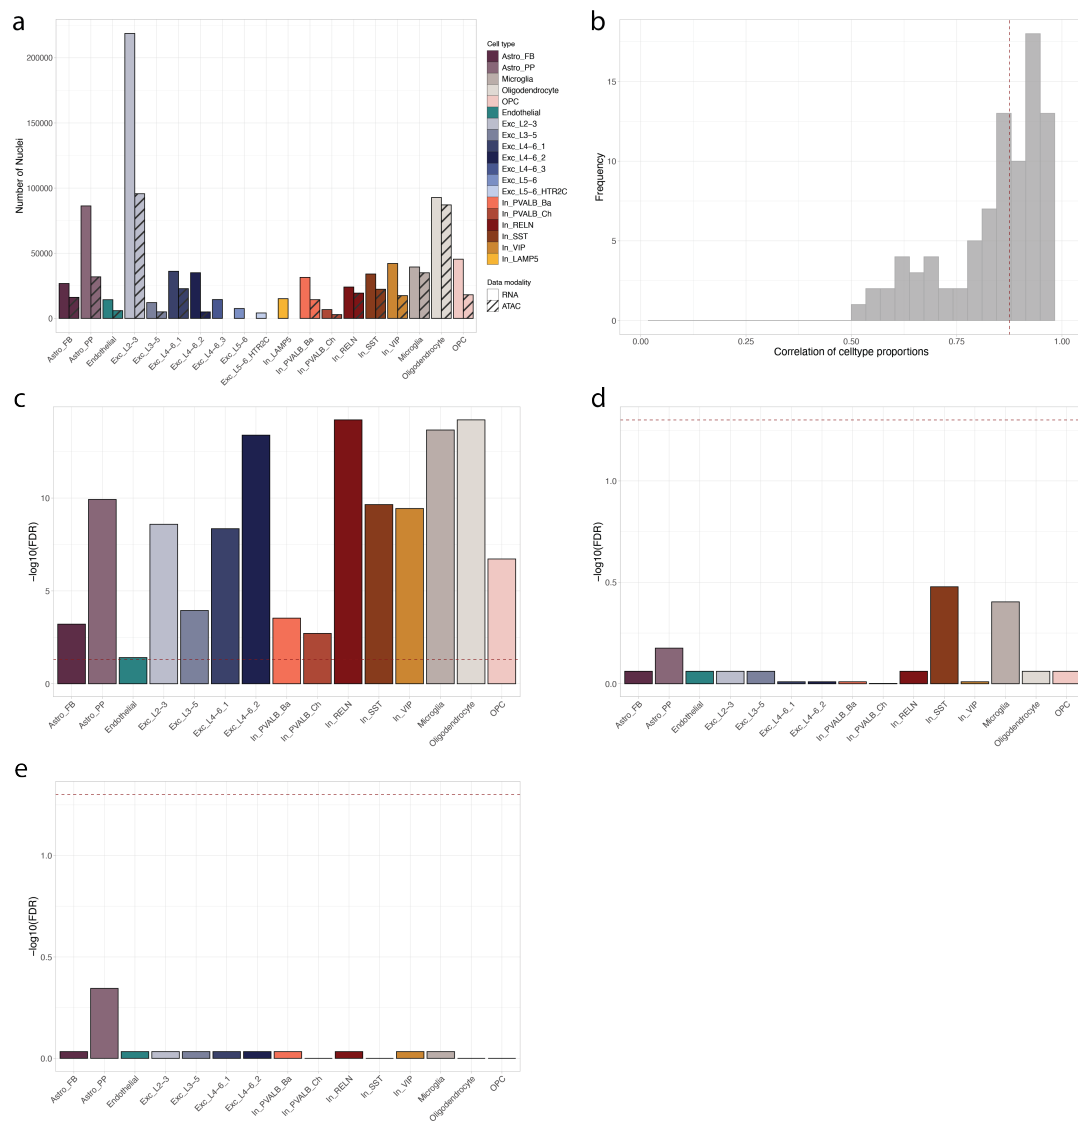 a
Number of Nuclei
200000
150000
100000
50000
0
Astro_FB
Astro_PP
Endothelial
Exc_L2−3
Exc_L3−5
Exc_L4−6_1
Exc_L4−6_2
Exc_L4−6_3
Exc_L5−6
Exc_L5−6_HTR2C
In_LAMP5
In_PVALB_Ba
In_PVALB_Ch
In_RELN
In_SST
In_VIP
Microglia
Oligodendrocyte
OPC
Cell type
Astro_FB
Astro_PP
Microglia
Oligodendrocyte
OPC
Endothelial
Exc_L2−3
Exc_L3−5
Exc_L4−6_1
Exc_L4−6_2
Exc_L4−6_3
Exc_L5−6
Exc_L5−6_HTR2C
In_PVALB_Ba
In_PVALB_Ch
In_RELN
In_SST
In_VIP
In_LAMP5
Data modality
RNA
ATAC
b
Frequency
15
10
5
0
0.00
0.25
0.50
0.75
1.00
Correlation of celltype proportions
c
−log10(FDR)
10
5
0
Astro_FB
Astro_PP
Endothelial
Exc_L2−3
Exc_L3−5
Exc_L4−6_1
Exc_L4−6_2
In_PVALB_Ba
In_PVALB_Ch
In_RELN
In_SST
In_VIP
Microglia
Oligodendrocyte
OPC
d
−log10(FDR)
1.0
0.5
0.0
Astro_FB
Astro_PP
Endothelial
Exc_L2−3
Exc_L3−5
Exc_L4−6_1
Exc_L4−6_2
In_PVALB_Ba
In_PVALB_Ch
In_RELN
In_SST
In_VIP
Microglia
Oligodendrocyte
OPC
e
−log10(FDR)
1.0
0.5
0.0
Astro_FB
Astro_PP
Endothelial
Exc_L2−3
Exc_L3−5
Exc_L4−6_1
Exc_L4−6_2
In_PVALB_Ba
In_PVALB_Ch
In_RELN
In_SST
In_VIP
Microglia
Oligodendrocyte
OPC